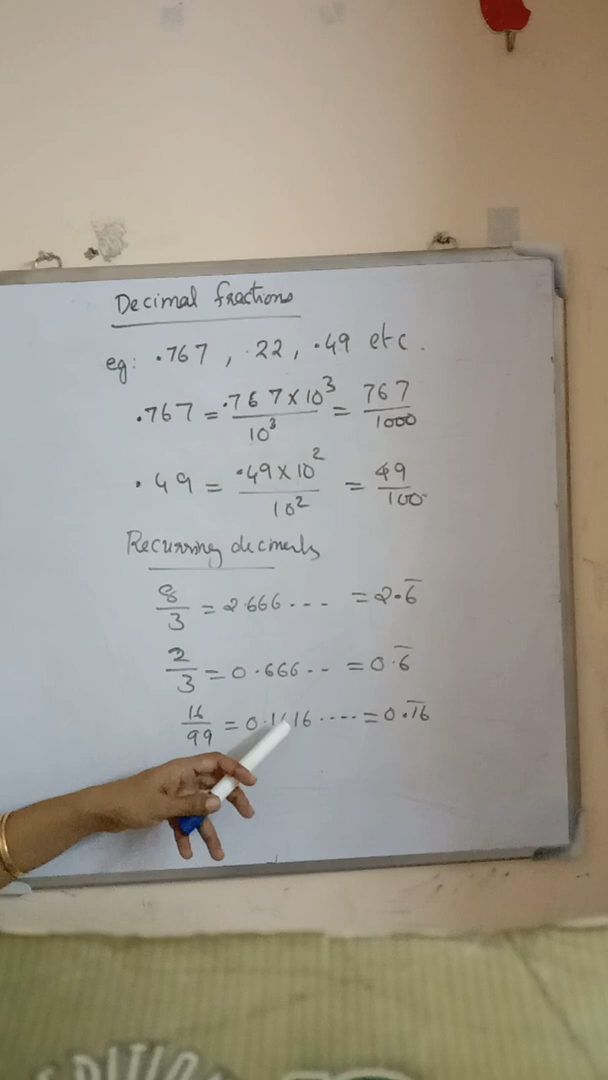 Decimal fractions
eg: .767 , .22 , .49 etc.
.767 = .767×10³/10³ = 767/1000
.49 = .49×10²/10² = 49/100
Recurring decimals
8/3 = 2.666... = 2.6̅
2/3 = 0.666.. = 0.6̅
16/99 = 0.1616.... = 0.1̅6̅